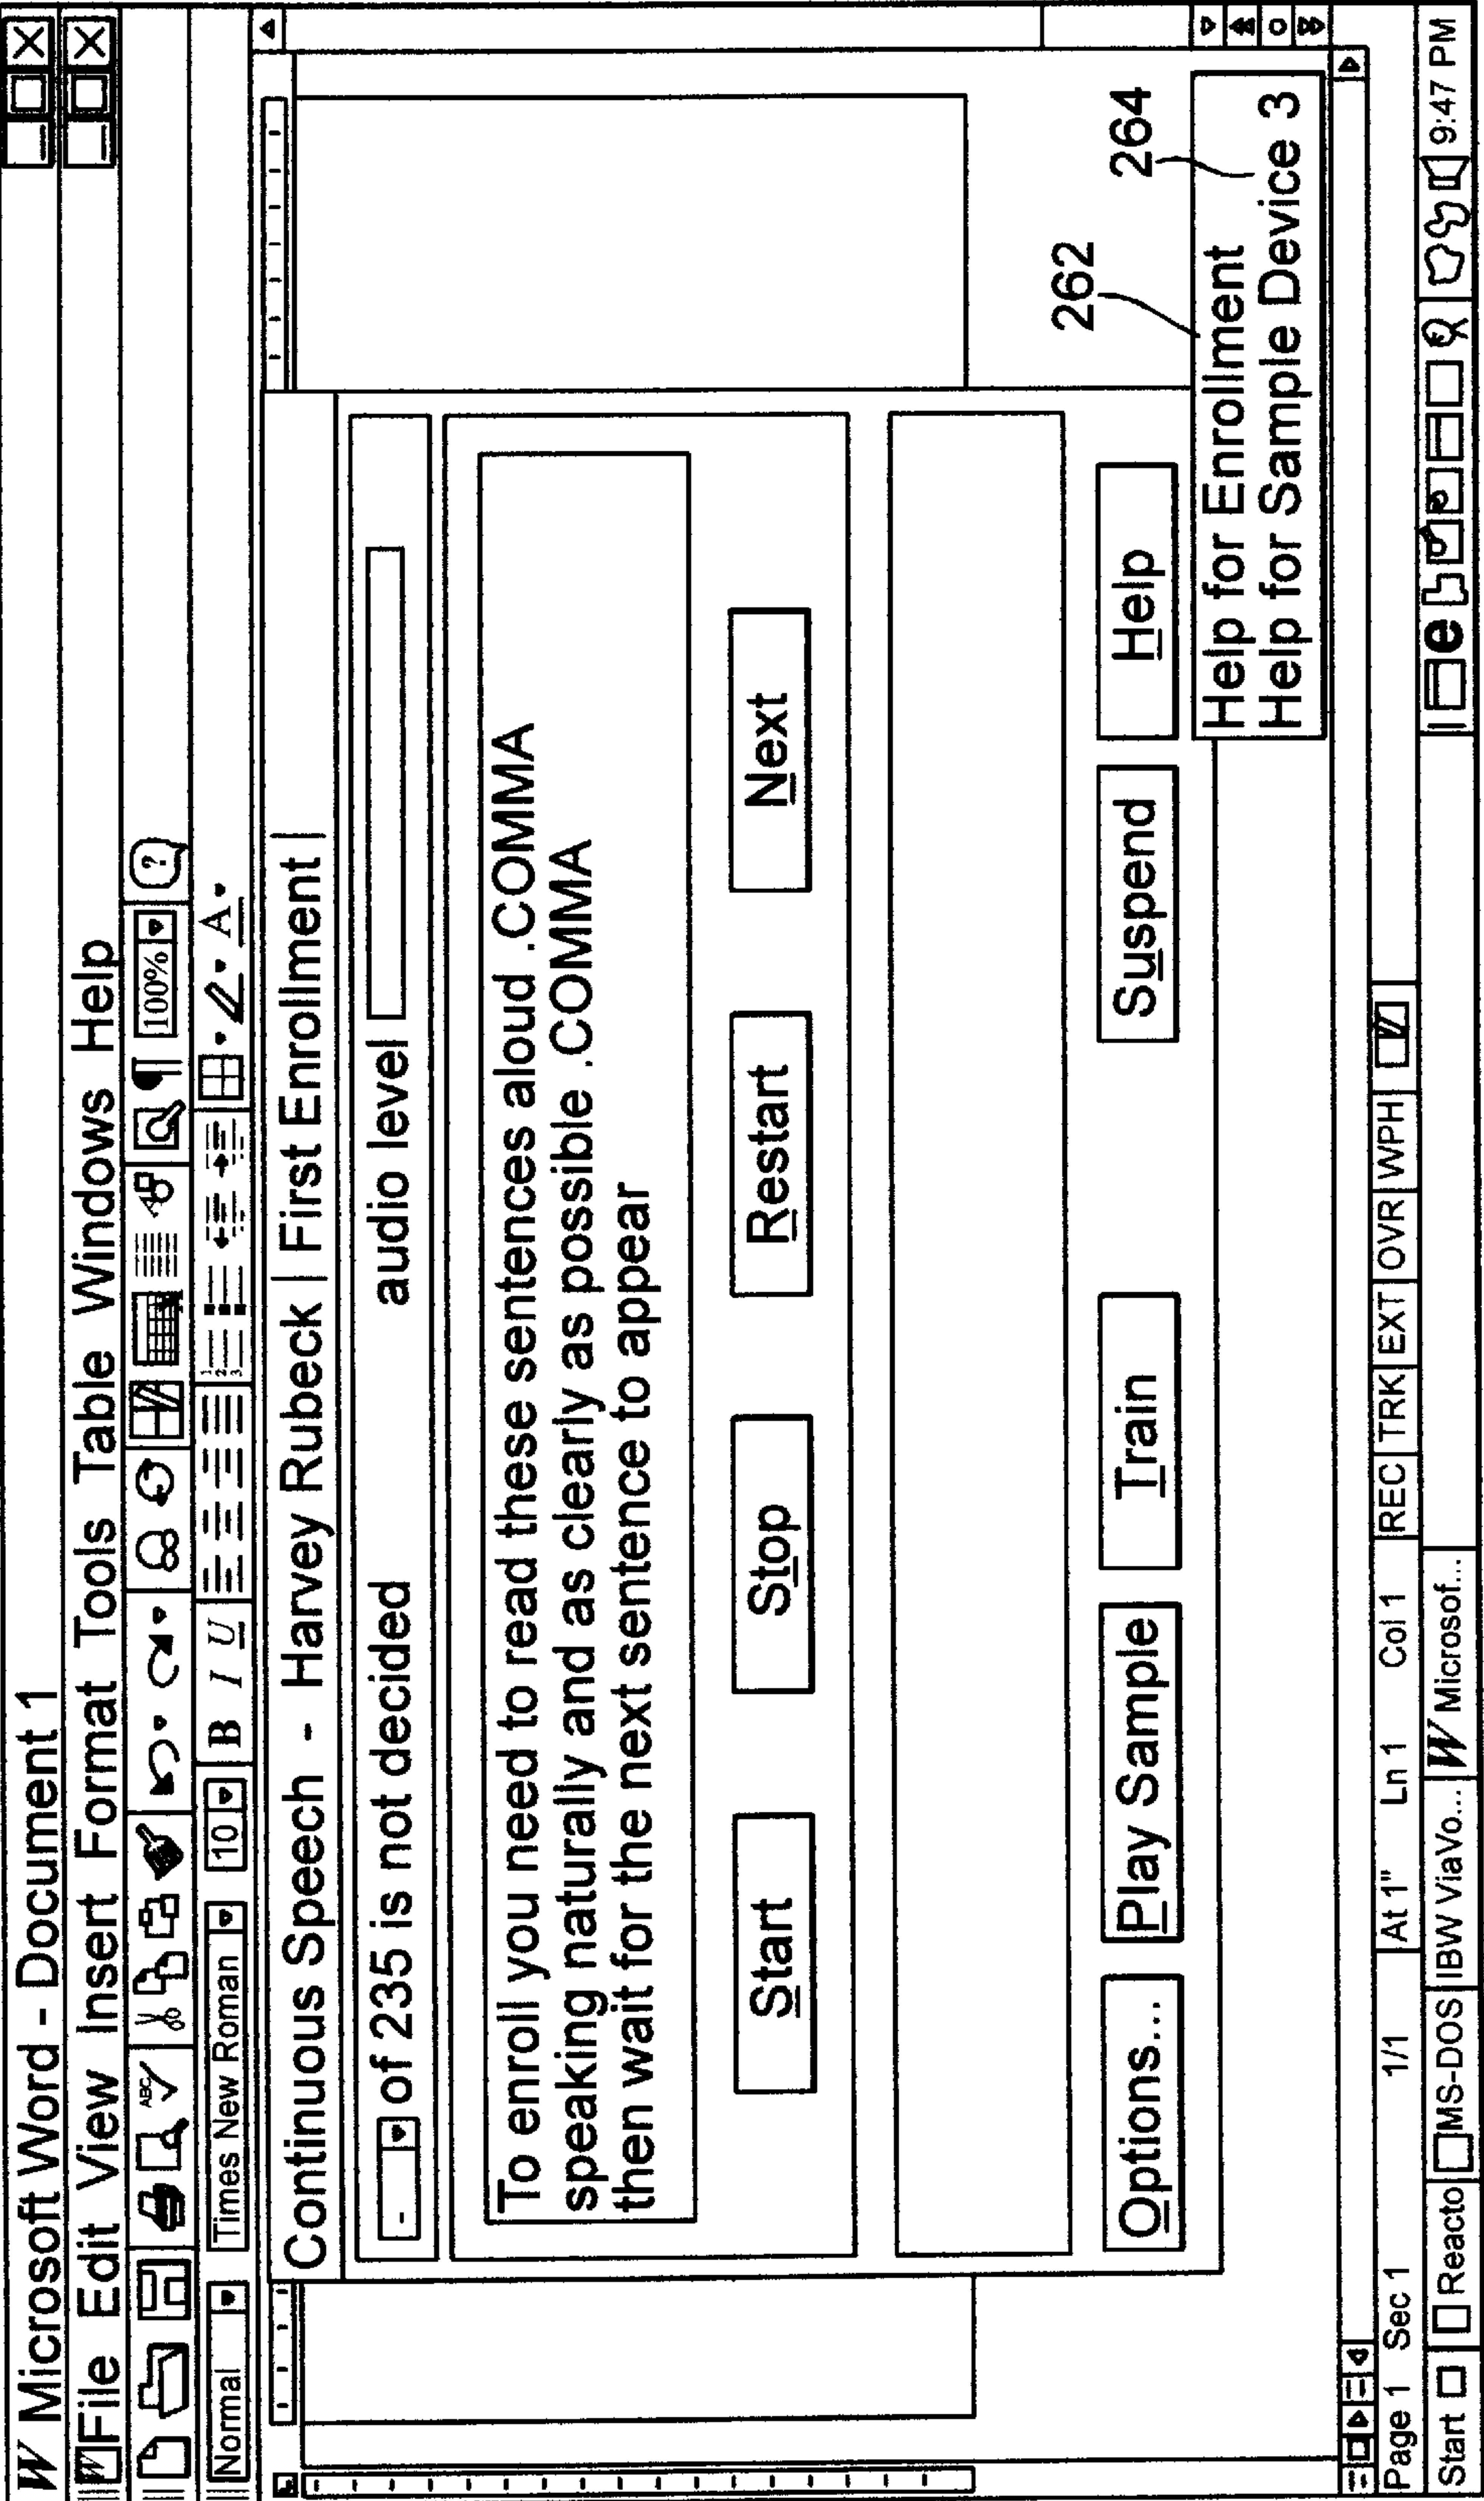 W Microsoft Word - Document 1
W File Edit View Insert Format Tools Table Windows Help
ABC 100% ?
Normal Times New Roman 10 B I U 1 2 3 A
Continuous Speech - Harvey Rubeck | First Enrollment |
- of 235 is not decided audio level
To enroll you need to read these sentences aloud .COMMA
speaking naturally and as clearly as possible .COMMA
then wait for the next sentence to appear
Start Stop Restart Next
262
264
Options... Play Sample Train Suspend Help
Help for Enrollment
Help for Sample Device 3
Page 1 Sec 1 1/1 At 1" Ln 1 Col 1 REC TRK EXT OVR WPH
Start Reacto MS-DOS IBW ViaVo... W Microsof... e 9:47 PM